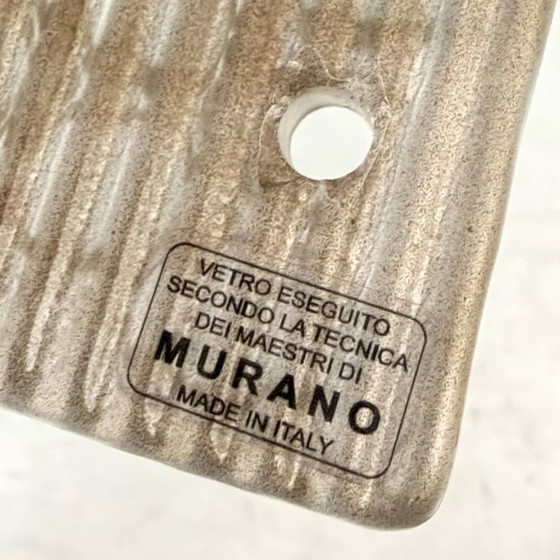 VETRO ESEGUITO
SECONDO LA TECNICA
DEI MAESTRI DI
MURANO
MADE IN ITALY